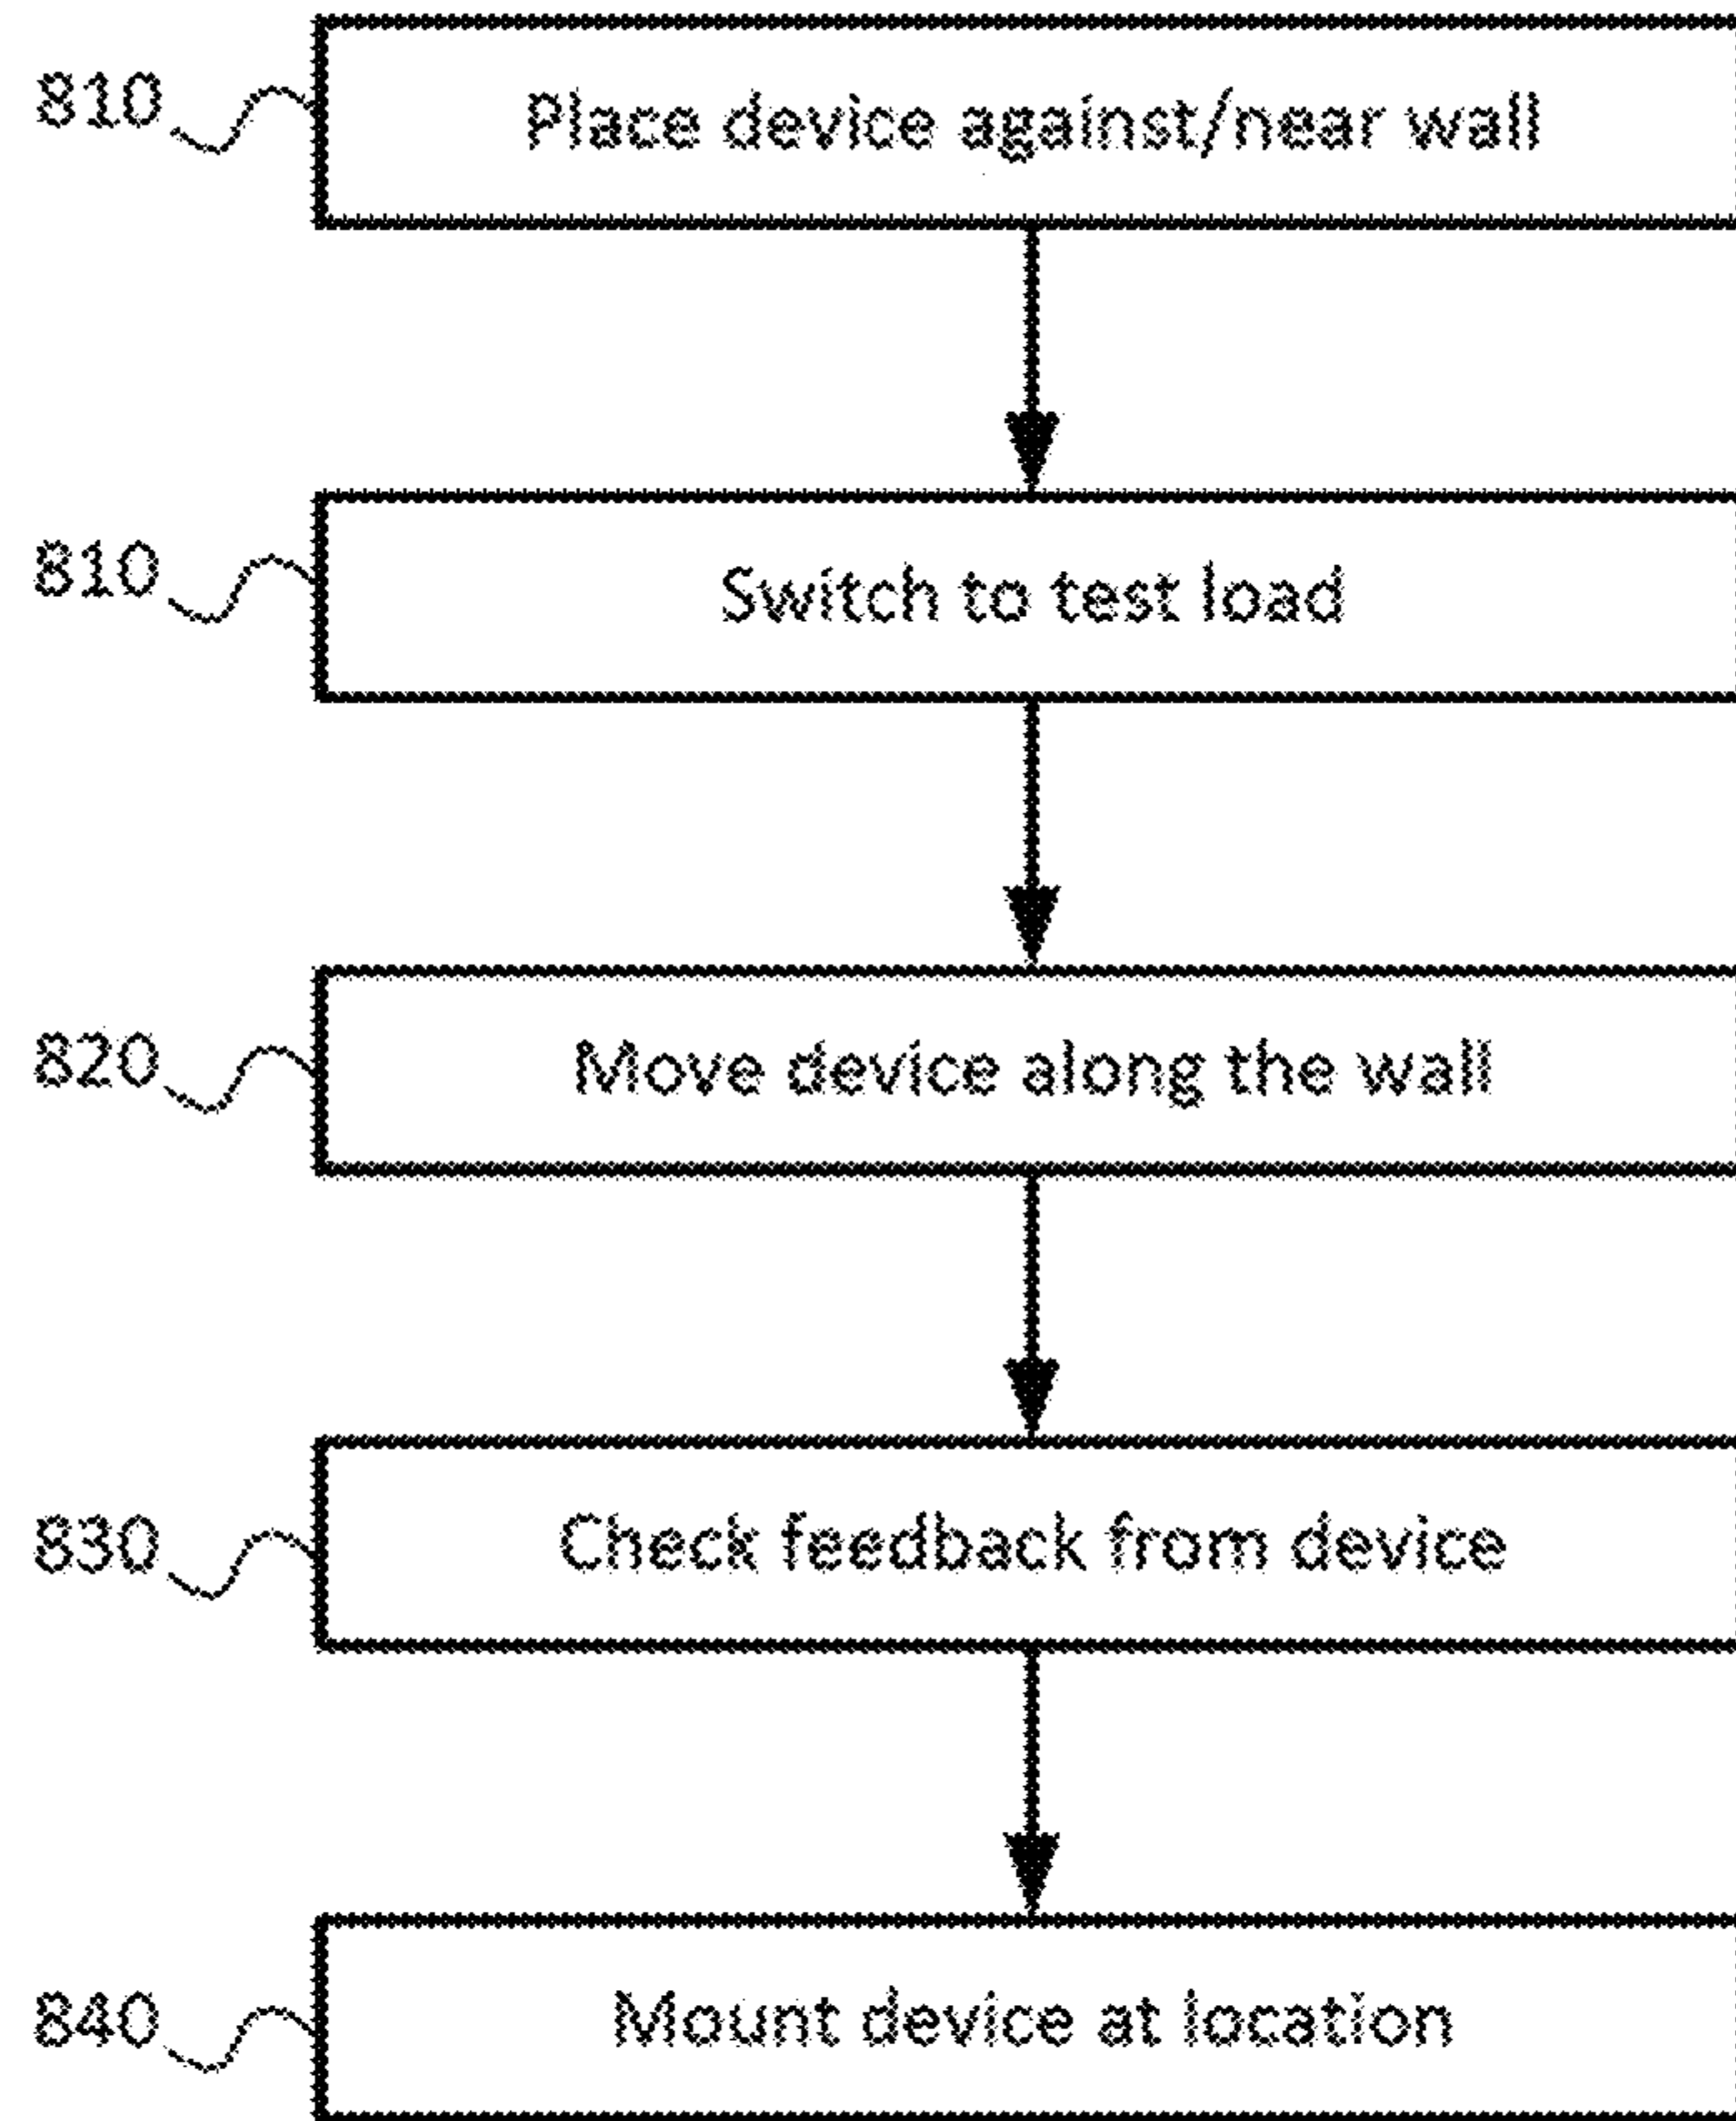 810
Place device against/near wall
810
Switch to test load
820
Move device along the wall
830
Check feedback from device
840
Mount device at location